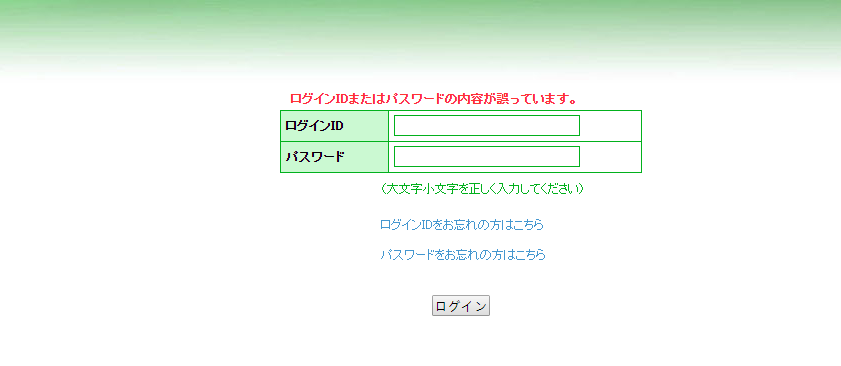 ログインIDまたはパスワードの内容が誤っています。
ログインID
パスワード
(大文字小文字を正しく入力してください)
ログインIDをお忘れの方はこちら
パスワードをお忘れの方はこちら
ログイン